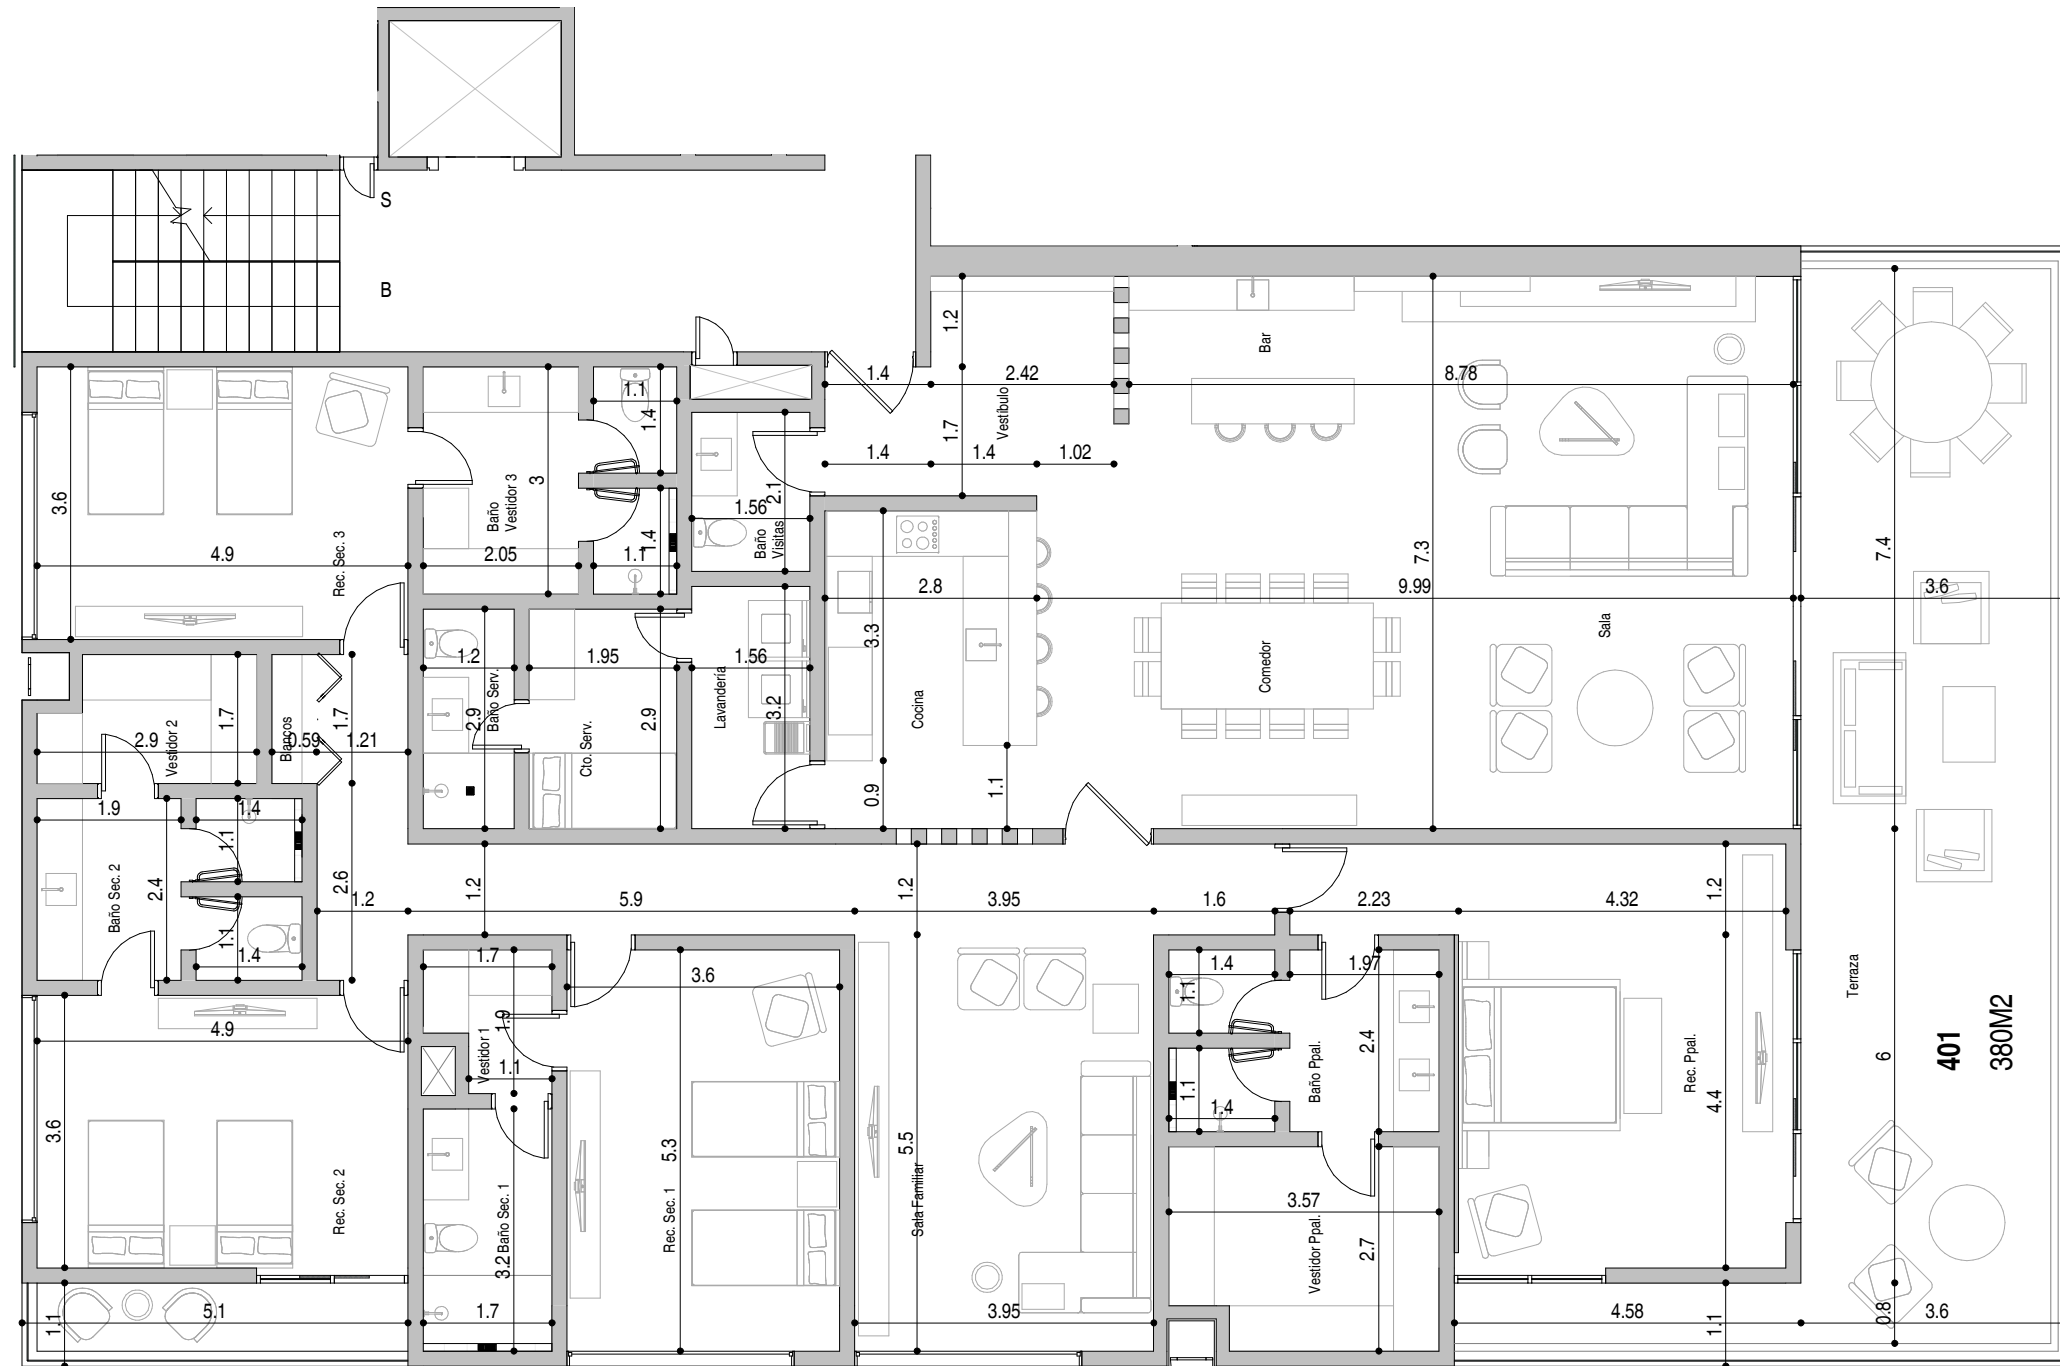 S
B
1.2
Bar
1.4
2.42
8.78
1.1
1.4
Vestíbulo
1.7
1.4
1.4
1.02
3.6
3
Baño
Vestidor 3
2.1
1.56
Baño
Visitas
1.4
4.9
2.05
1.1
Rec. Sec. 3
7.3
7.4
2.8
9.99
3.6
3.3
Sala
1.2
1.95
1.56
Comedor
Lavandería
Cocina
1.7
1.7
2.9
Baño Serv.
2.9
3.2
2.9
Vestidor 2
Blancos
0.59
1.21
Cto. Serv.
0.9
1.1
1.9
1.4
1.1
2.4
2.6
Baño Sec. 2
1.2
1.2
5.9
1.2
3.95
1.6
2.23
4.32
1.2
1.1
1.4
1.7
3.6
1.4
1.97
1.1
Terraza
4.9
1.9
Vestidor 1
1.1
2.4
Baño Ppal.
1.1
1.4
Rec. Ppal.
4.4
6
401
380M2
3.6
5.3
5.5
Rec. Sec. 2
Baño Sec. 1
3.2
Rec. Sec. 1
Sala Familiar
3.57
Vestidor Ppal.
2.7
5.1
1.1
1.7
3.95
4.58
1.1
0.8
3.6